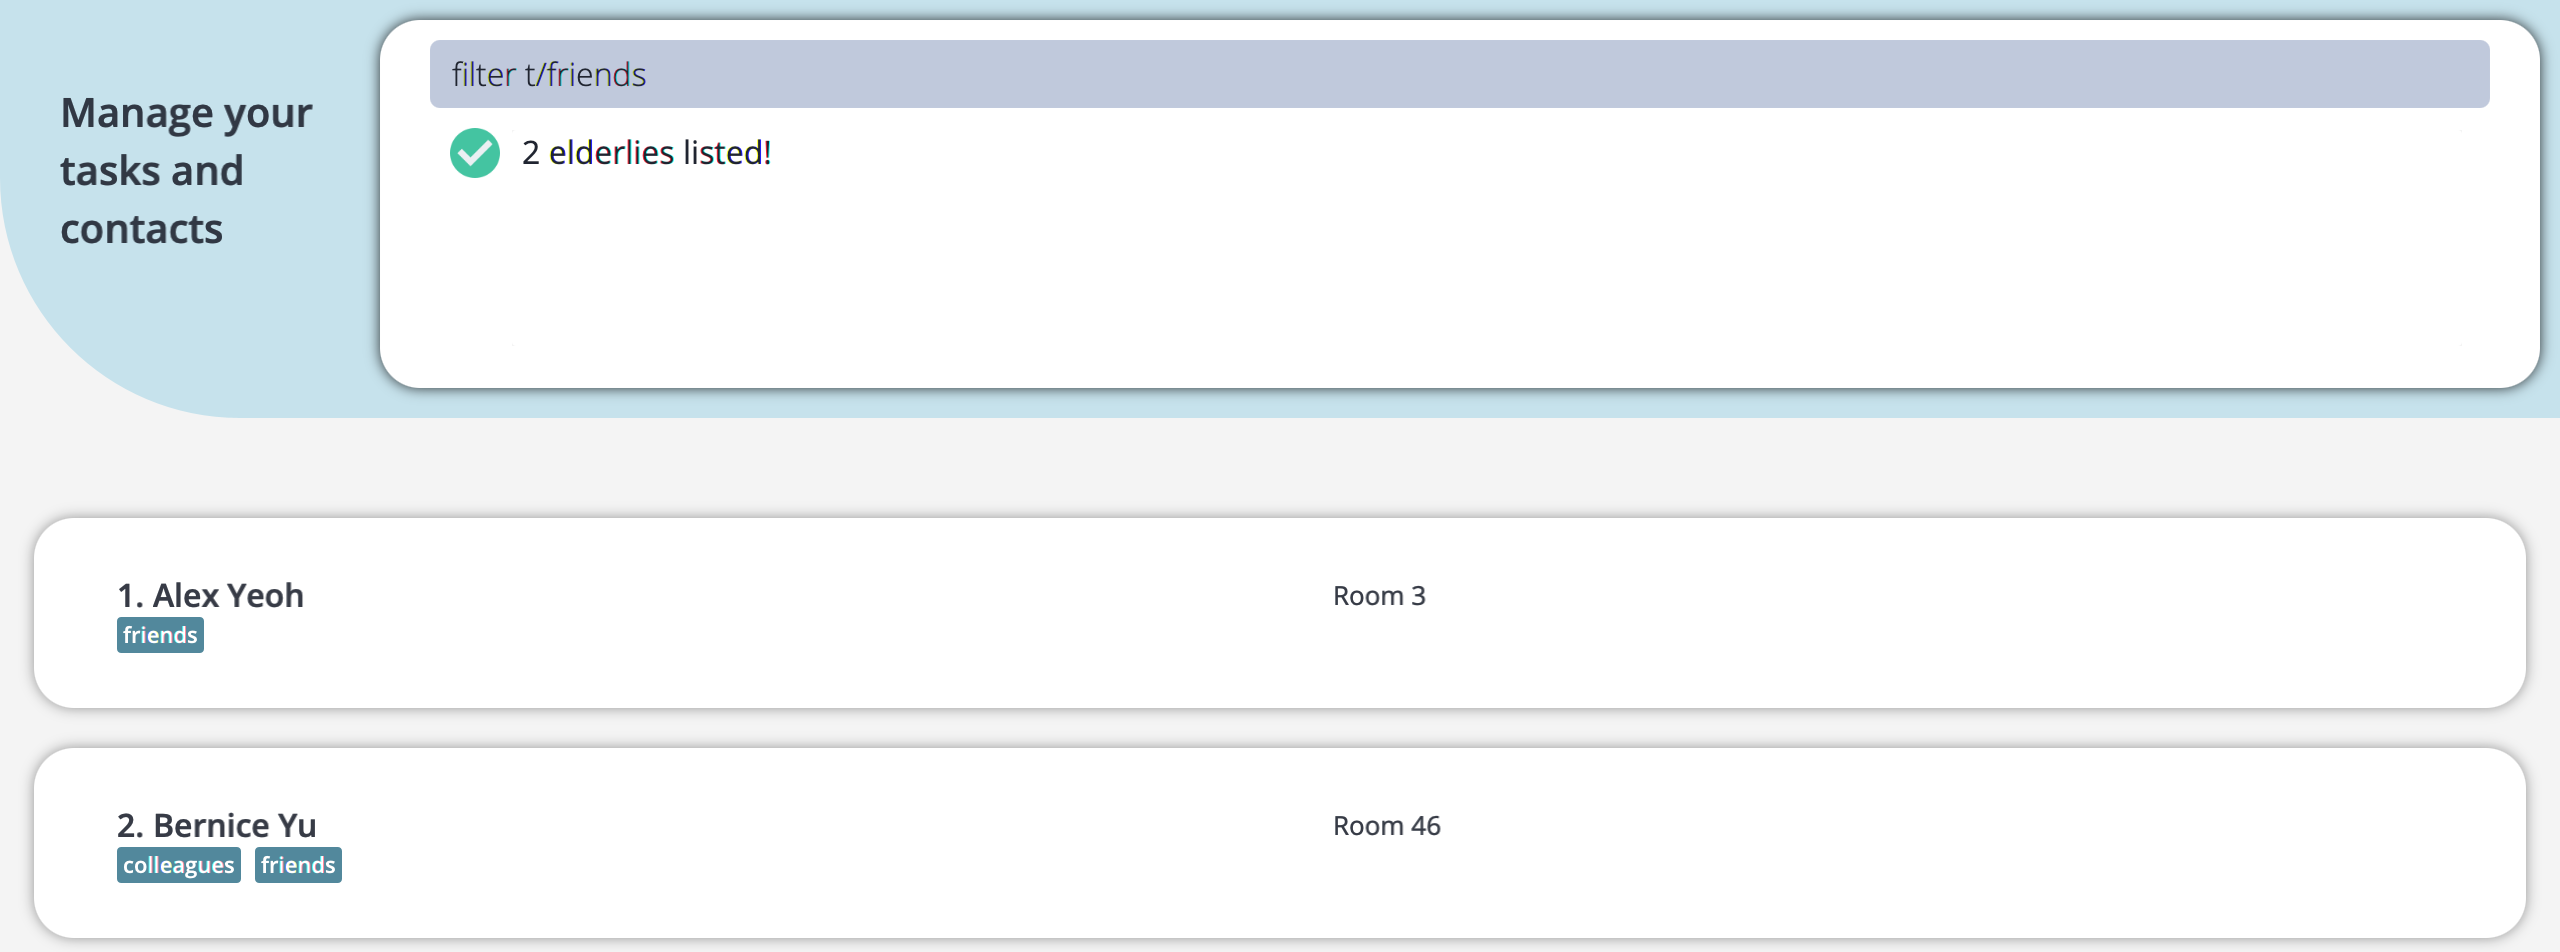 Manage your
tasks and
contacts
filter t/friends
2 elderlies listed!
1. Alex Yeoh
Room 3
friends
2. Bernice Yu
Room 46
colleagues friends